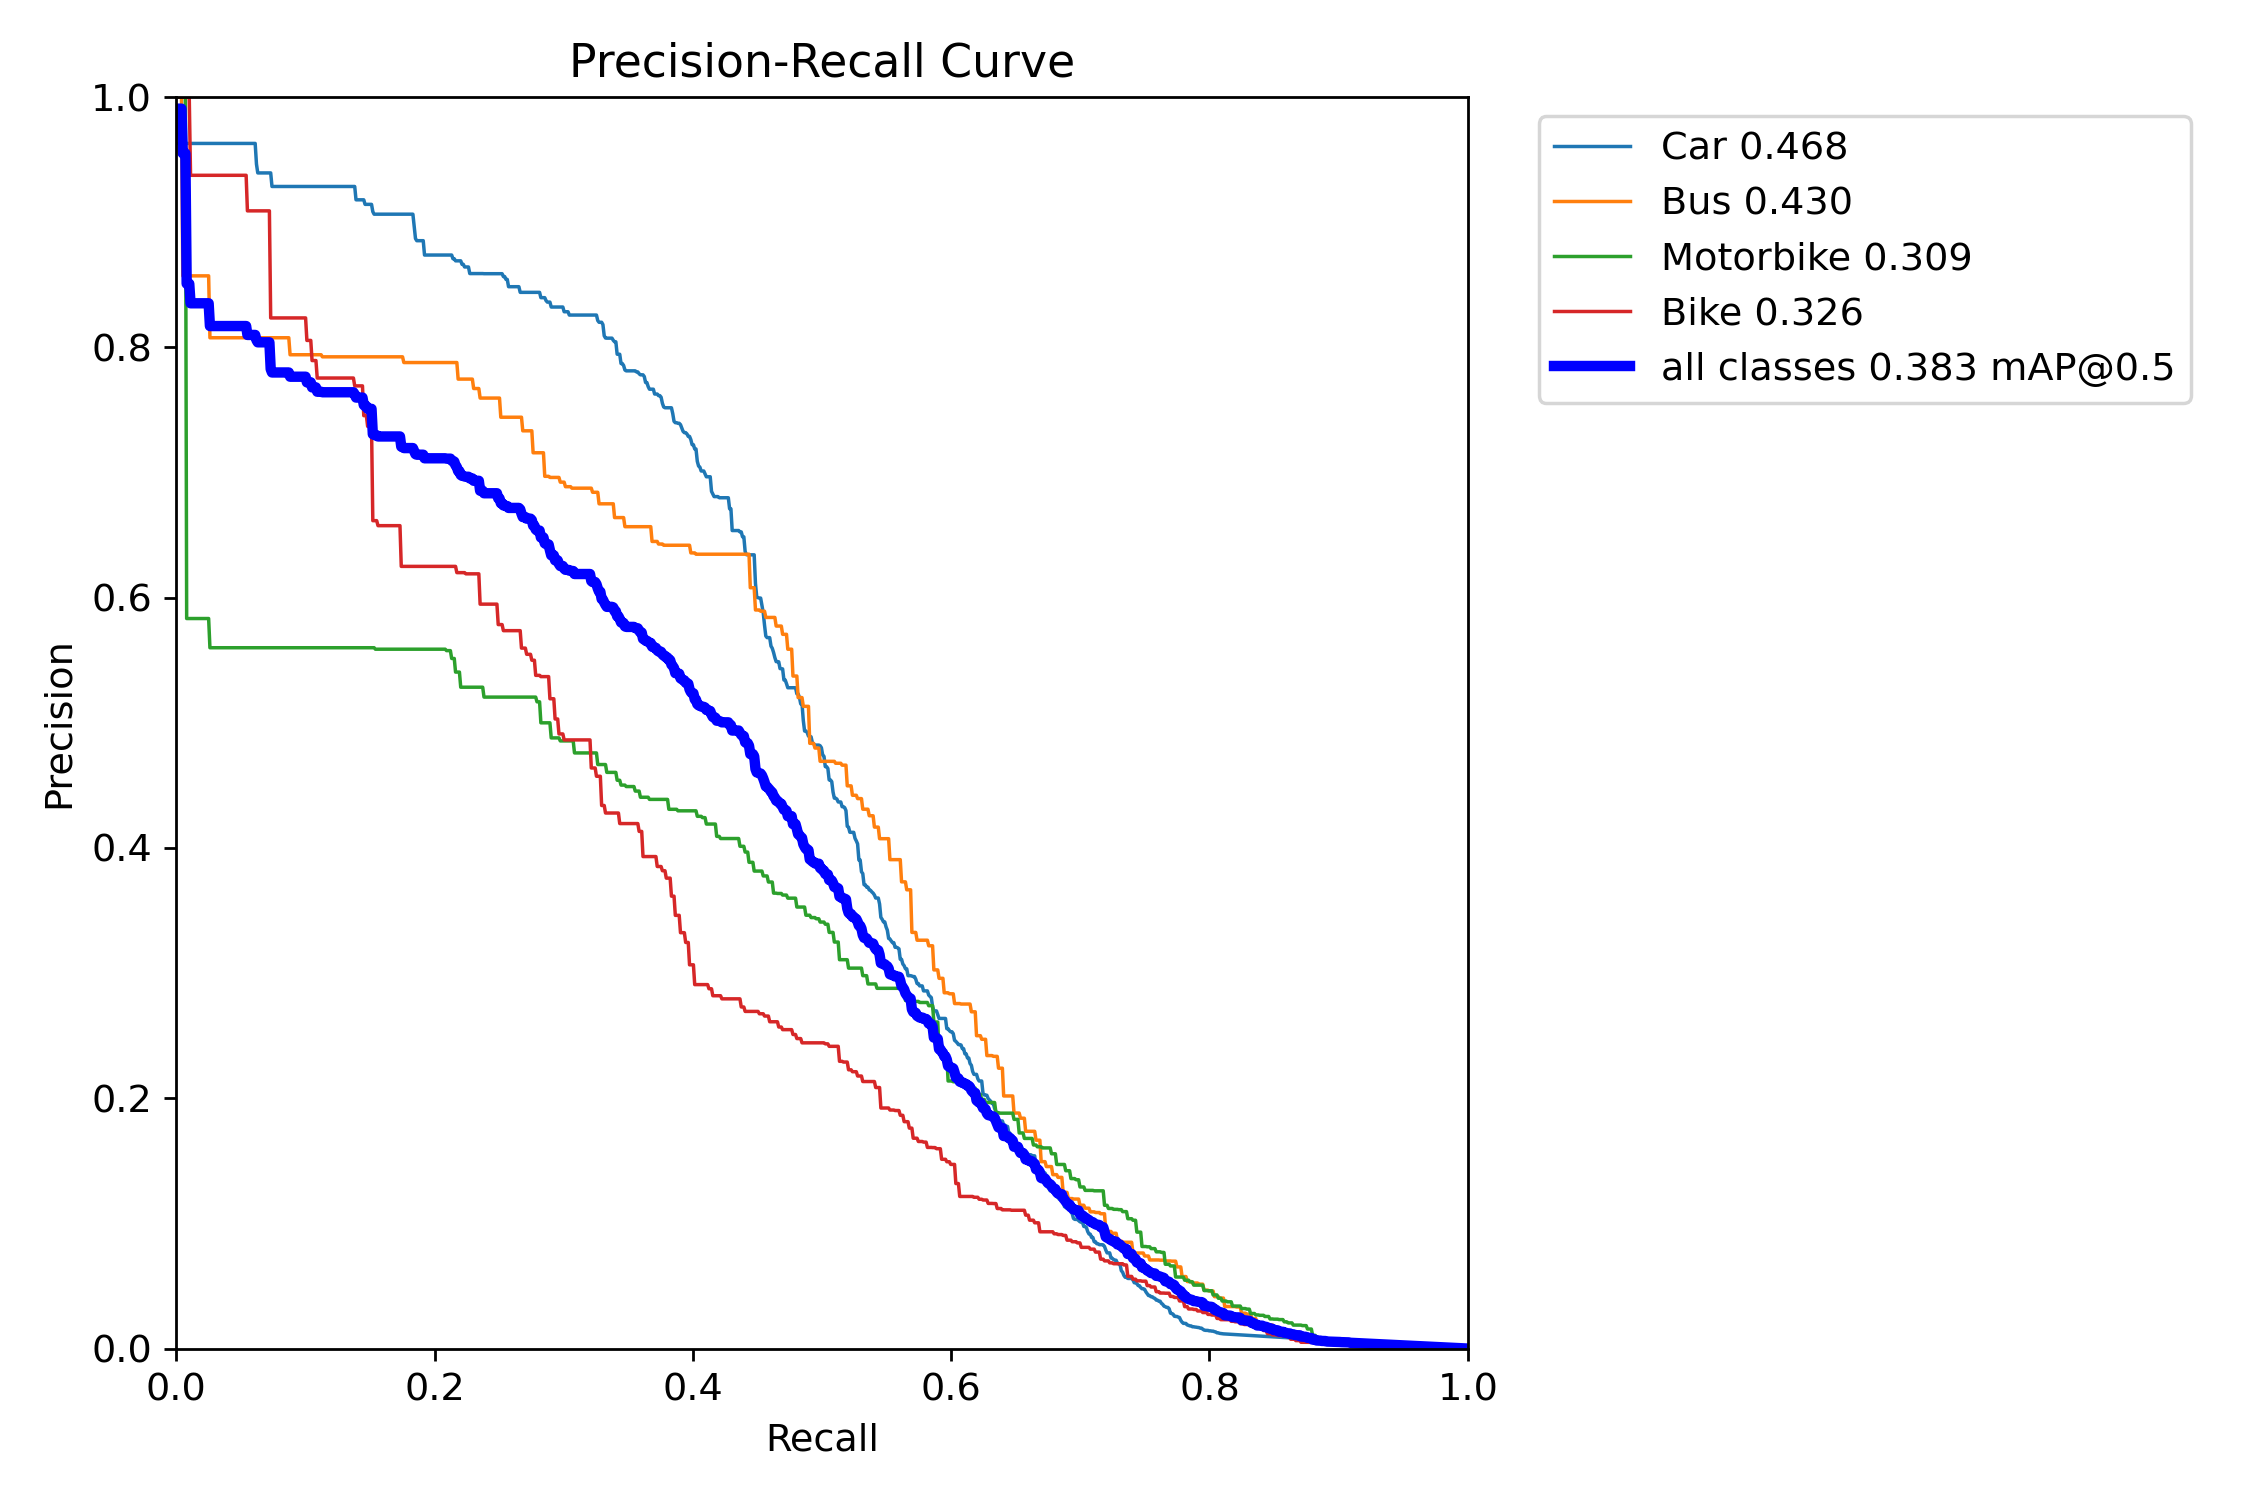 Precision-Recall Curve
1.0
0.8
0.6
0.4
0.2
0.0
Precision
0.0 0.2 0.4 0.6 0.8 1.0
Recall
Car 0.468
Bus 0.430
Motorbike 0.309
Bike 0.326
all classes 0.383 mAP@0.5